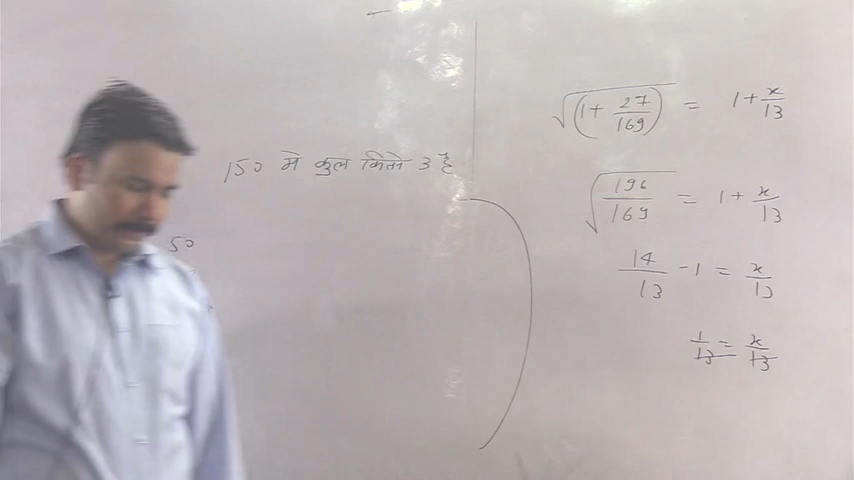 150 में कुल कितने 3 है
50
√(1 + 27/169) = 1 + x/13
√196/169 = 1 + x/13
14/13 - 1 = x/13
1/13 = x/13